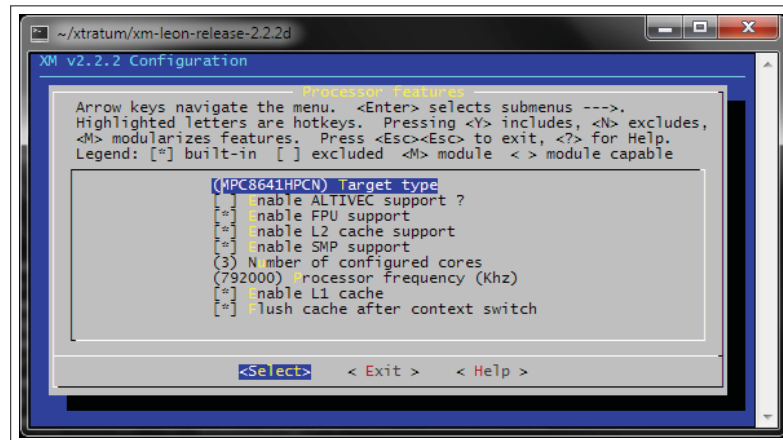 ~/xtratum/xm-leon-release-2.2.2d
XM v2.2.2 Configuration
Processor features
Arrow keys navigate the menu. <Enter> selects submenus --->.
Highlighted letters are hotkeys. Pressing <Y> includes, <N> excludes,
<M> modularizes features. Press <Esc><Esc> to exit, <?> for Help.
Legend: [*] built-in [ ] excluded <M> module < > module capable
(MPC8641HPCN) Target type
[ ] Enable ALTIVEC support ?
[*] Enable FPU support
[*] Enable L2 cache support
[*] Enable SMP support
(3) Number of configured cores
(792000) Processor frequency (Khz)
[*] Enable L1 cache
[*] Flush cache after context switch
<Select> < Exit > < Help >